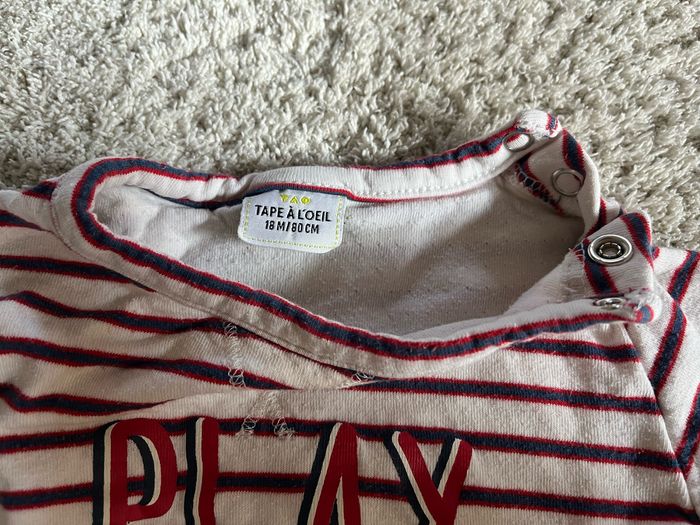 TAO
TAPE À L'OEIL
18 M/80 CM
PLAY